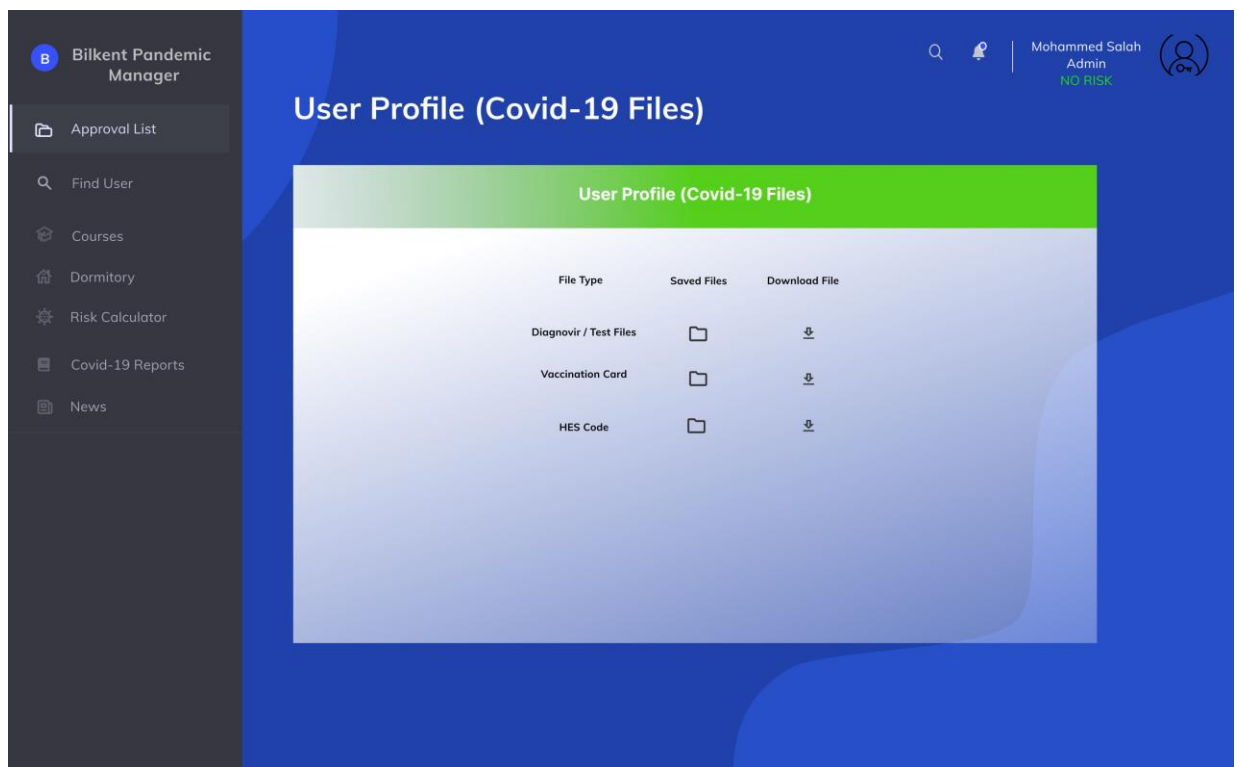 B
Bilkent Pandemic
Manager
Approval List
Find User
Courses
Dormitory
Risk Calculator
Covid-19 Reports
News
Mohammed Salah
Admin
NO RISK
User Profile (Covid-19 Files)
User Profile (Covid-19 Files)
File Type Saved Files Download File
Diagnovir / Test Files
Vaccination Card
HES Code